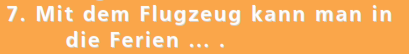 7. Mit dem Flugzeug kann man in
die Ferien ... .